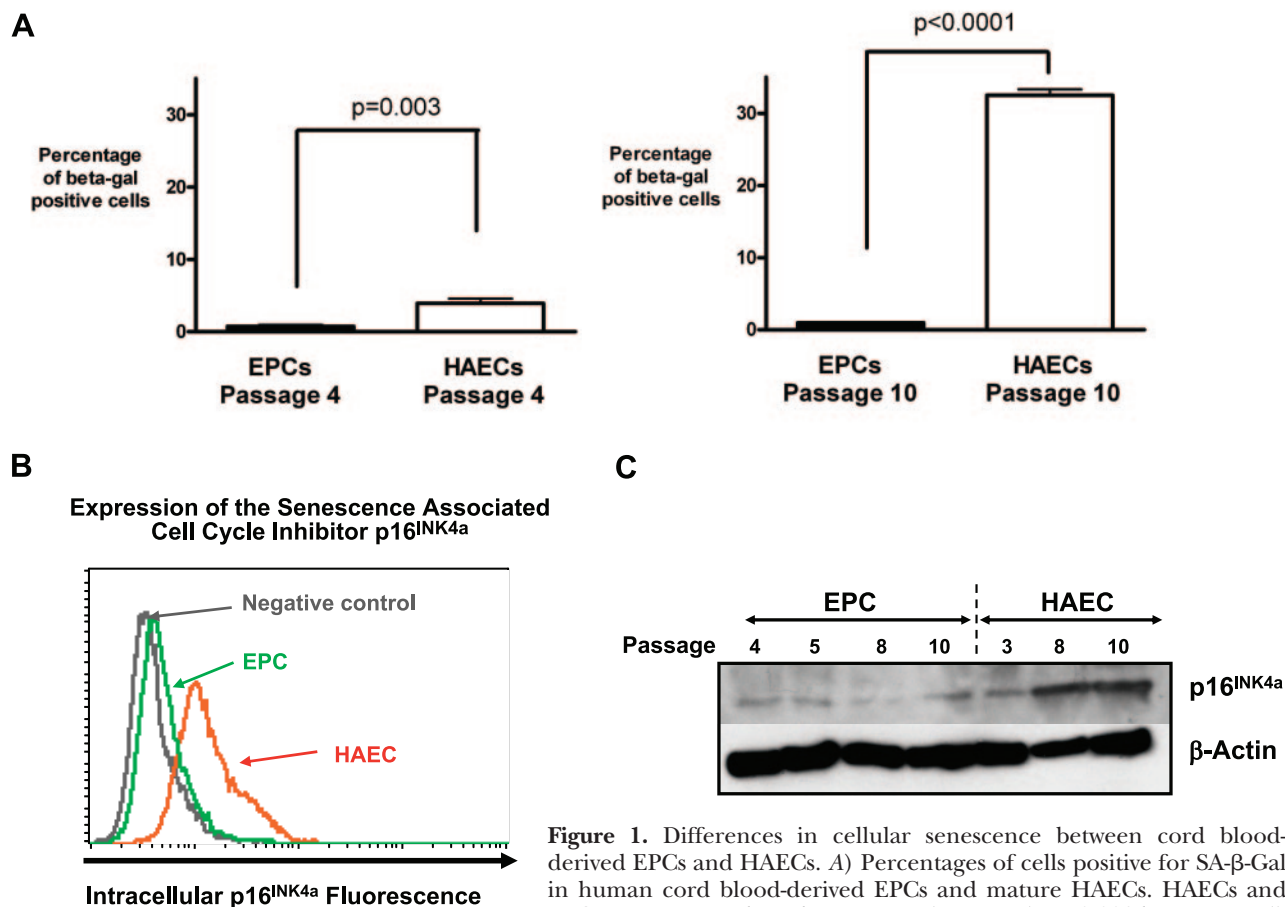 A
p=0.003
30
20
10
0
Percentage
of beta-gal
positive cells
EPCs
Passage 4
HAECs
Passage 4
p<0.0001
30
20
10
0
Percentage
of beta-gal
positive cells
EPCs
Passage 10
HAECs
Passage 10
B
Expression of the Senescence Associated
Cell Cycle Inhibitor p16INK4a
Negative control
EPC
HAEC
Intracellular p16INK4a Fluorescence
C
EPC HAEC
Passage 4 5 8 10 3 8 10
p16INK4a
β-Actin
Figure 1. Differences in cellular senescence between cord blood-
derived EPCs and HAECs. A) Percentages of cells positive for SA-β-Gal
in human cord blood-derived EPCs and mature HAECs. HAECs and